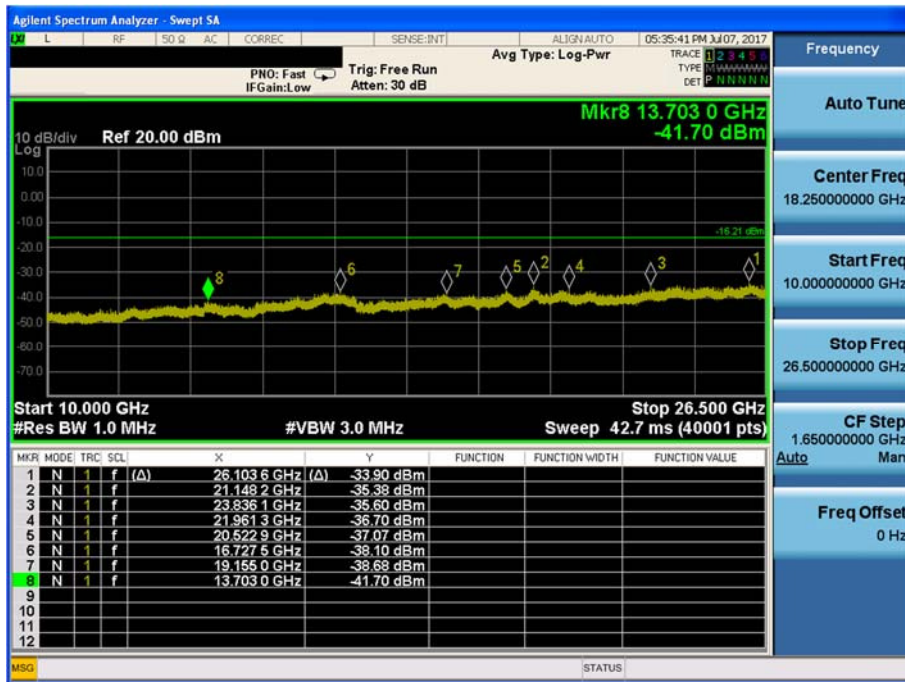 Agilent Spectrum Analyzer - Swept SA
LXI L RF 50 Ω AC CORREC SENSE:INT ALIGN AUTO 05:35:41 PM Jul 07, 2017
Frequency
PNO: Fast IFGain:Low
Trig: Free Run
Atten: 30 dB
Avg Type: Log-Pwr
TRACE 1 2 3 4 5 6
TYPE M W W W W W
DET P N N N N N
Auto Tune
Mkr8 13.703 0 GHz
-41.70 dBm
10 dB/div Ref 20.00 dBm
Log
10.0
0.00
-10.0
-20.0
-30.0
-40.0
-50.0
-60.0
-70.0
-16.21 dBm
8 6 7 5 2 4 3 1
Start 10.000 GHz Stop 26.500 GHz
#Res BW 1.0 MHz #VBW 3.0 MHz Sweep 42.7 ms (40001 pts)
Center Freq
18.250000000 GHz
Start Freq
10.000000000 GHz
Stop Freq
26.500000000 GHz
CF Step
1.650000000 GHz
Auto Man
Freq Offset
0 Hz
MKR MODE TRC SCL X Y FUNCTION FUNCTION WIDTH FUNCTION VALUE
1 N 1 f (Δ) 26.103 6 GHz (Δ) -33.90 dBm
2 N 1 f 21.148 2 GHz -35.38 dBm
3 N 1 f 23.836 1 GHz -35.60 dBm
4 N 1 f 21.961 3 GHz -36.70 dBm
5 N 1 f 20.522 9 GHz -37.07 dBm
6 N 1 f 16.727 5 GHz -38.10 dBm
7 N 1 f 19.155 0 GHz -38.68 dBm
8 N 1 f 13.703 0 GHz -41.70 dBm
9
10
11
12
MSG STATUS